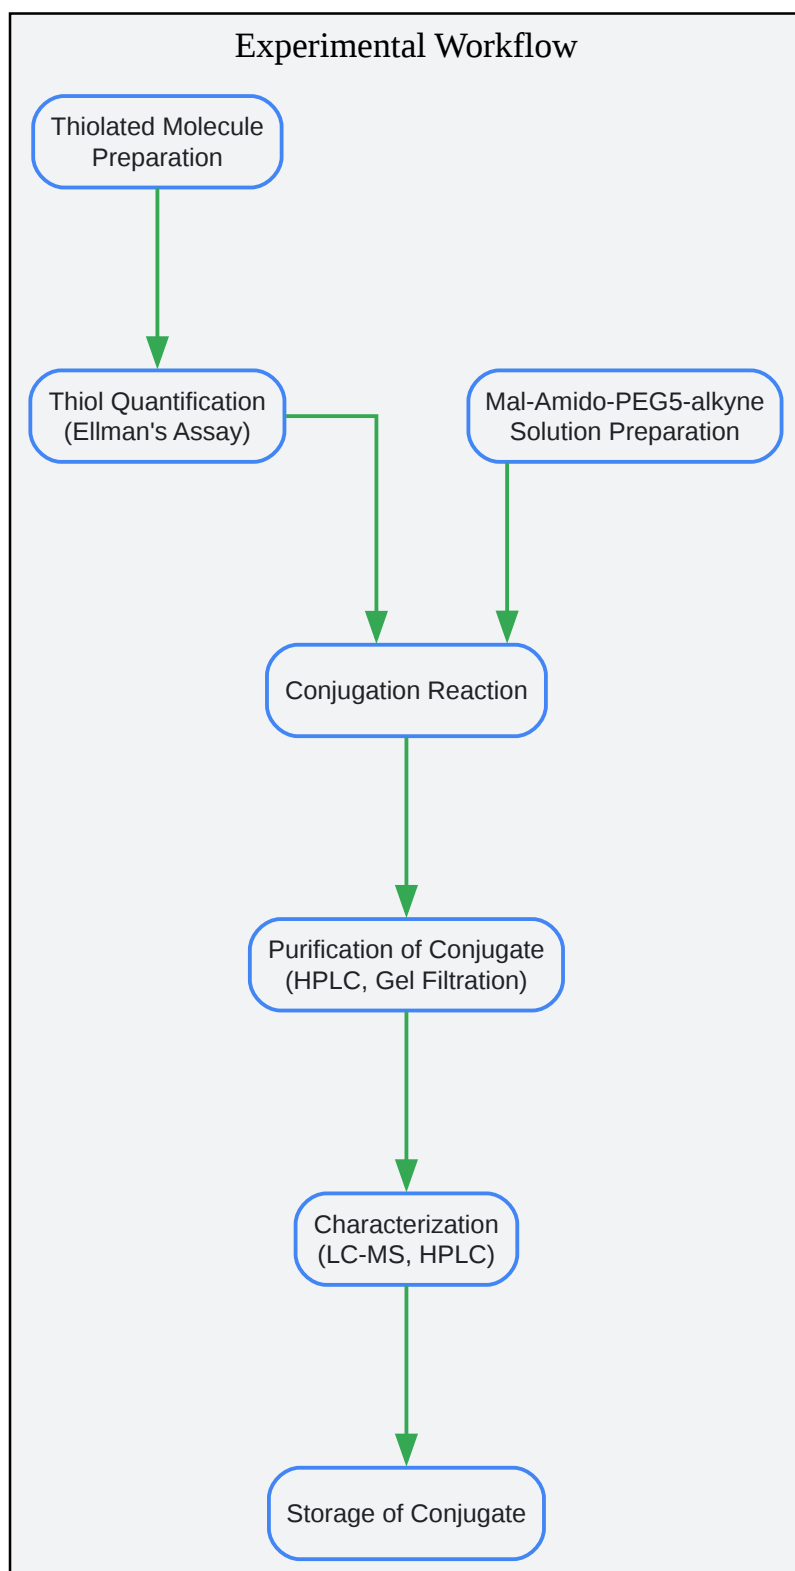 Experimental Workflow
Thiolated Molecule
Preparation
Thiol Quantification
(Ellman's Assay)
Mal-Amido-PEG5-alkyne
Solution Preparation
Conjugation Reaction
Purification of Conjugate
(HPLC, Gel Filtration)
Characterization
(LC-MS, HPLC)
Storage of Conjugate